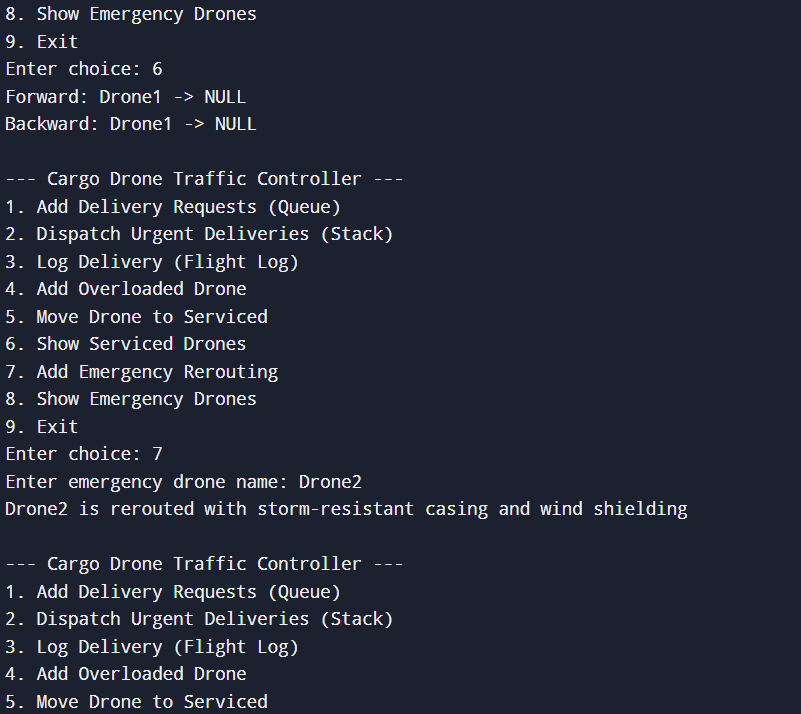 8. Show Emergency Drones
9. Exit
Enter choice: 6
Forward: Drone1 -> NULL
Backward: Drone1 -> NULL
--- Cargo Drone Traffic Controller ---
1. Add Delivery Requests (Queue)
2. Dispatch Urgent Deliveries (Stack)
3. Log Delivery (Flight Log)
4. Add Overloaded Drone
5. Move Drone to Serviced
6. Show Serviced Drones
7. Add Emergency Rerouting
8. Show Emergency Drones
9. Exit
Enter choice: 7
Enter emergency drone name: Drone2
Drone2 is rerouted with storm-resistant casing and wind shielding
--- Cargo Drone Traffic Controller ---
1. Add Delivery Requests (Queue)
2. Dispatch Urgent Deliveries (Stack)
3. Log Delivery (Flight Log)
4. Add Overloaded Drone
5. Move Drone to Serviced